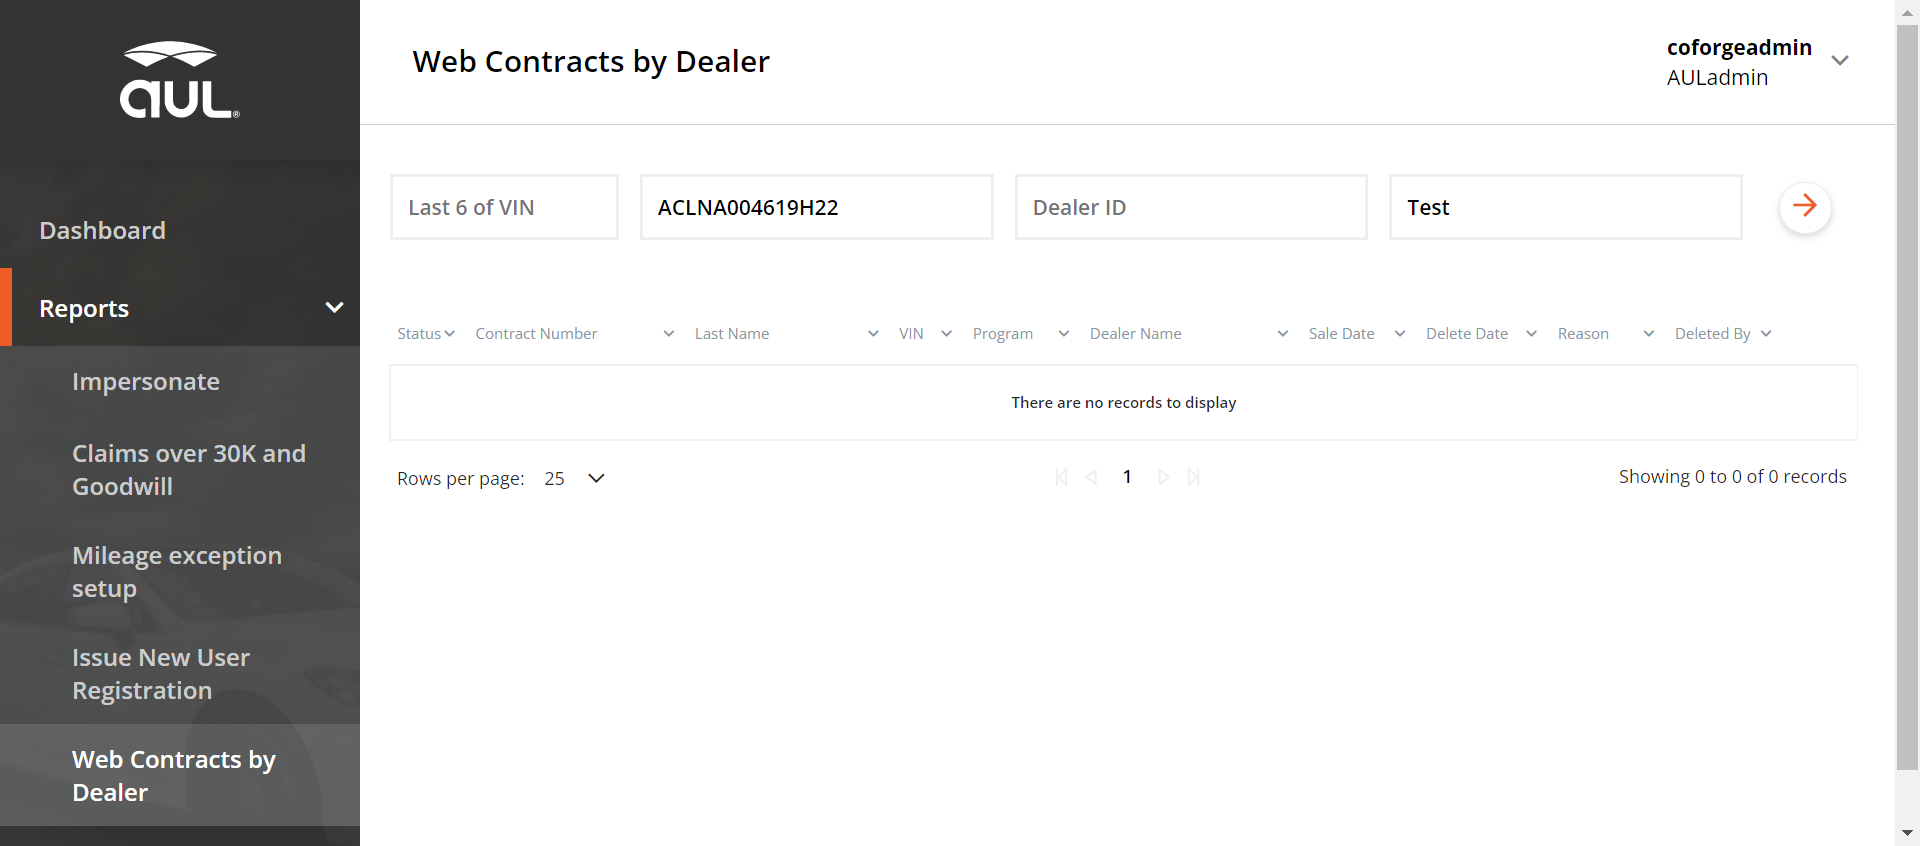 aUL®
Dashboard
Reports
Impersonate
Claims over 30K and
Goodwill
Mileage exception
setup
Issue New User
Registration
Web Contracts by
Dealer
Web Contracts by Dealer
coforgeadmin
AULadmin
Last 6 of VIN ACLNA004619H22 Dealer ID Test
Status Contract Number Last Name VIN Program Dealer Name Sale Date Delete Date Reason Deleted By
There are no records to display
Rows per page: 25 1 Showing 0 to 0 of 0 records